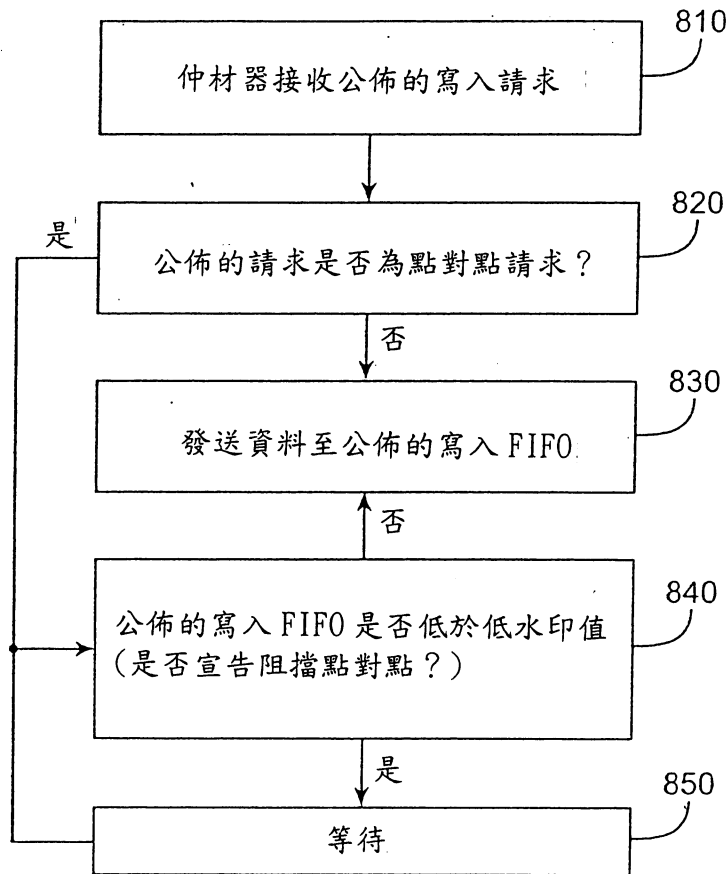 810
仲材器接收公佈的寫入請求
820
是
公佈的請求是否為點對點請求?
否
830
發送資料至公佈的寫入FIFO
否
840
公佈的寫入FIFO是否低於低水印值
(是否宣告阻擋點對點?)
是
850
等待